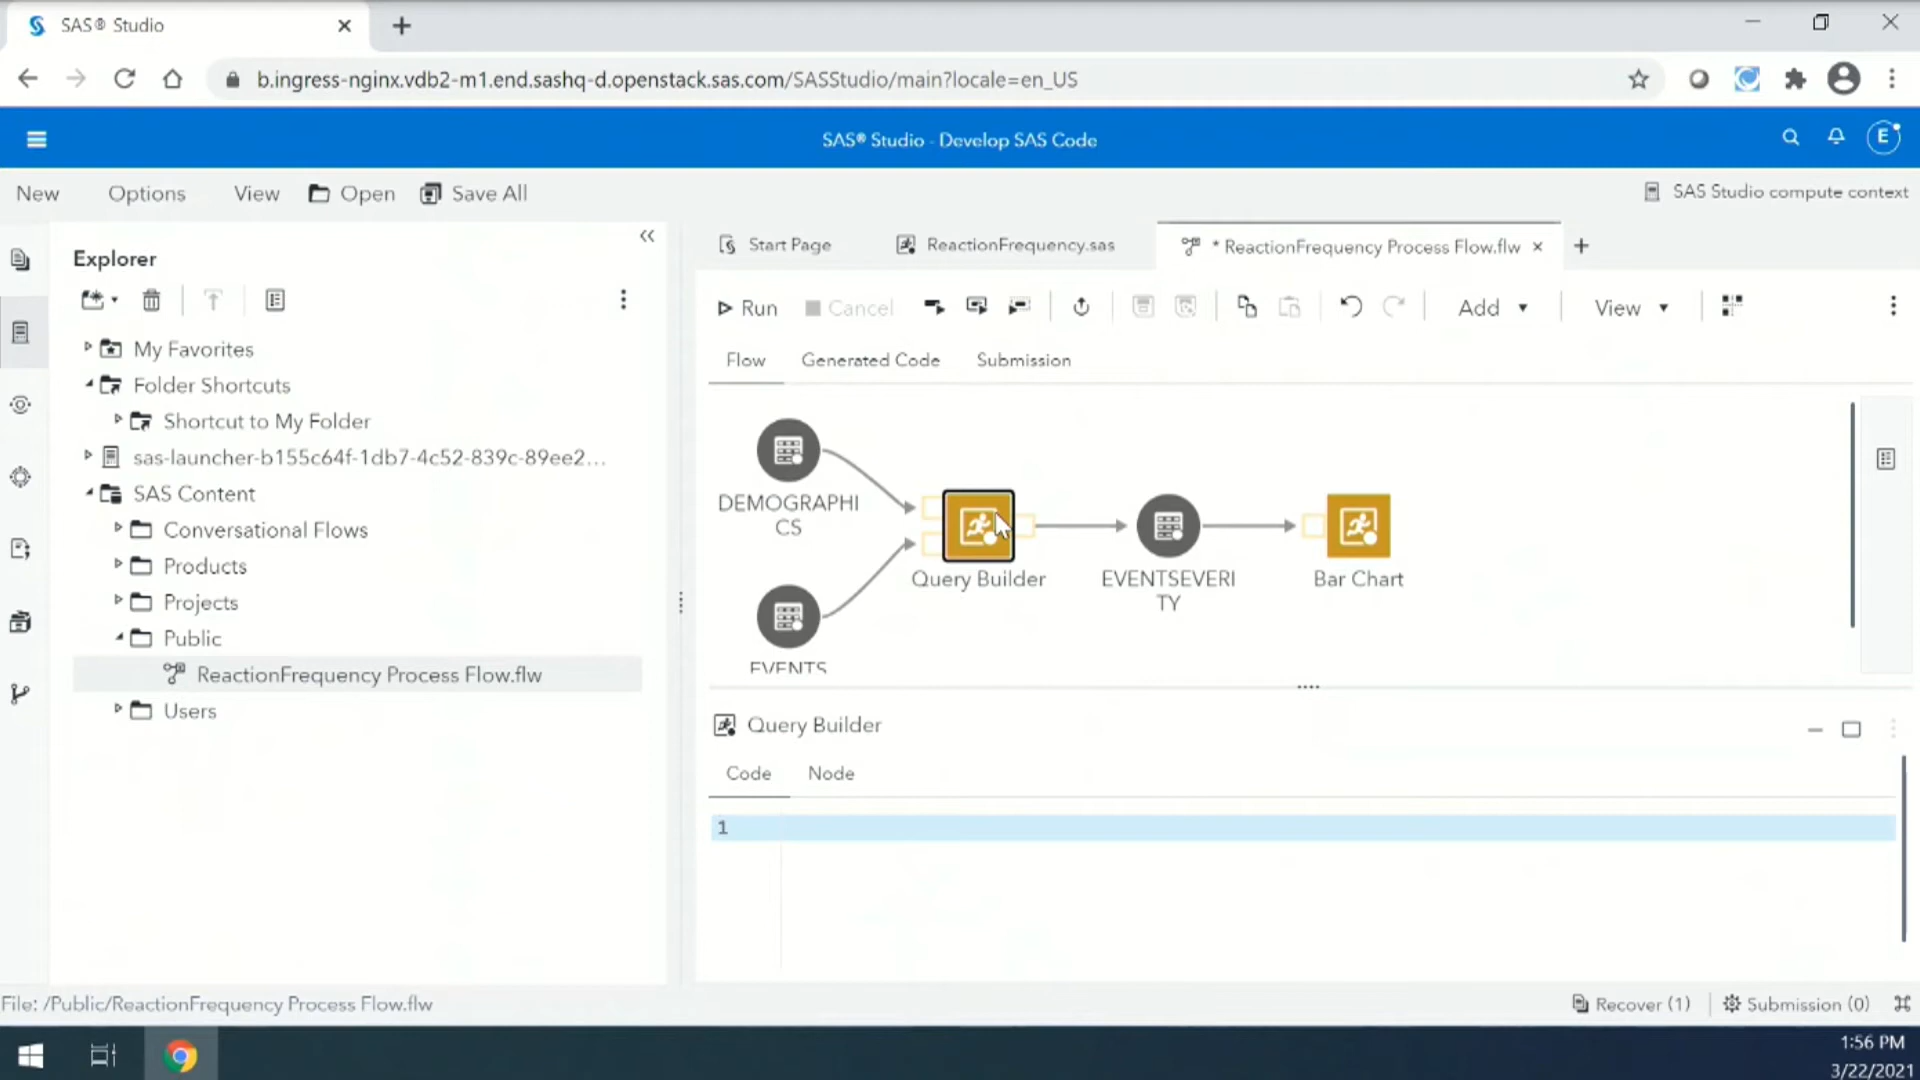 SAS® Studio
b.ingress-nginx.vdb2-m1.end.sashq-d.openstack.sas.com/SASStudio/main?locale=en_US
SAS® Studio - Develop SAS Code
E
New Options View Open Save All
SAS Studio compute context
Explorer
My Favorites
Folder Shortcuts
Shortcut to My Folder
sas-launcher-b155c64f-1db7-4c52-839c-89ee2...
SAS Content
Conversational Flows
Products
Projects
Public
ReactionFrequency Process Flow.flw
Users
Start Page
ReactionFrequency.sas
* ReactionFrequency Process Flow.flw
Run Cancel Add View
Flow Generated Code Submission
DEMOGRAPHI
CS
EVENTS
Query Builder
EVENTSEVERI
TY
Bar Chart
Query Builder
Code Node
1
File: /Public/ReactionFrequency Process Flow.flw
Recover (1)
Submission (0)
1:56 PM
3/22/2021